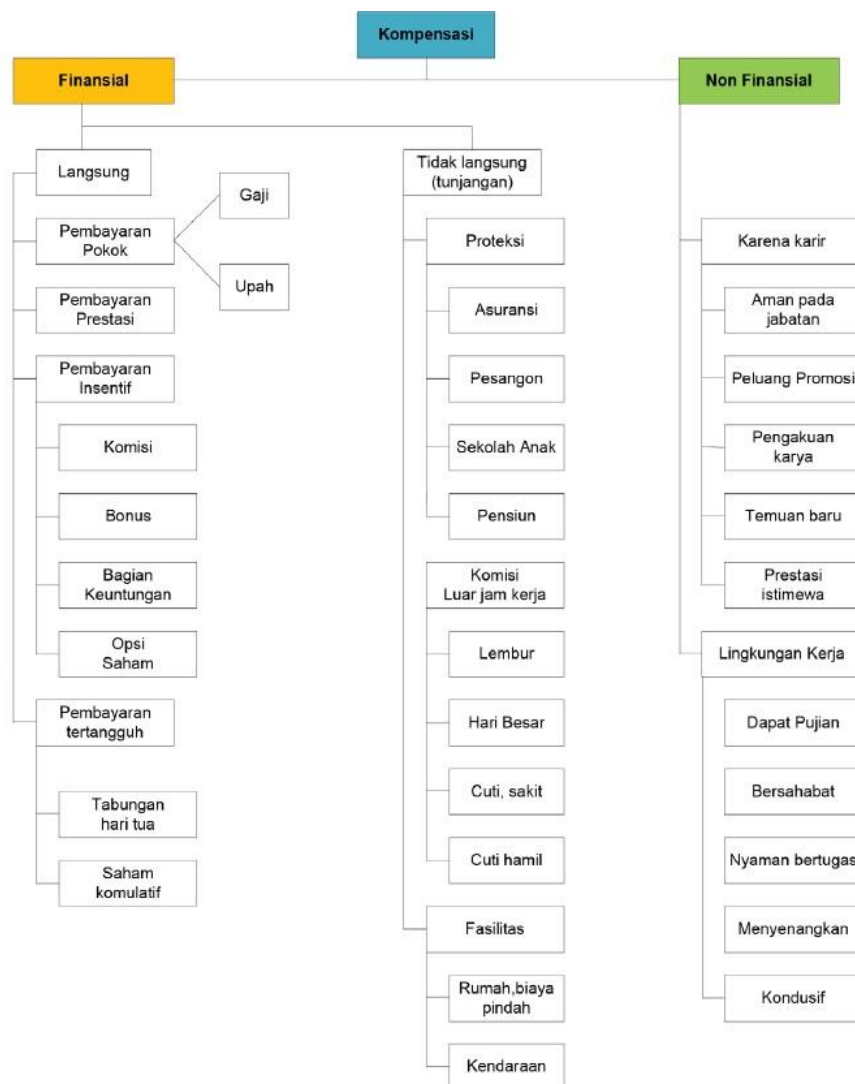 Kompensasi
Finansial
Non Finansial
Langsung
Gaji
Pembayaran
Pokok
Upah
Pembayaran
Prestasi
Pembayaran
Insentif
Komisi
Bonus
Bagian
Keuntungan
Opsi
Saham
Pembayaran
tertangguh
Tabungan
hari tua
Saham
komulatif
Tidak langsung
(tunjangan)
Proteksi
Asuransi
Pesangon
Sekolah Anak
Pensiun
Komisi
Luar jam kerja
Lembur
Hari Besar
Cuti, sakit
Cuti hamil
Fasilitas
Rumah,biaya
pindah
Kendaraan
Karena karir
Aman pada
jabatan
Peluang Promosi
Pengakuan
karya
Temuan baru
Prestasi
istimewa
Lingkungan Kerja
Dapat Pujian
Bersahabat
Nyaman bertugas
Menyenangkan
Kondusif